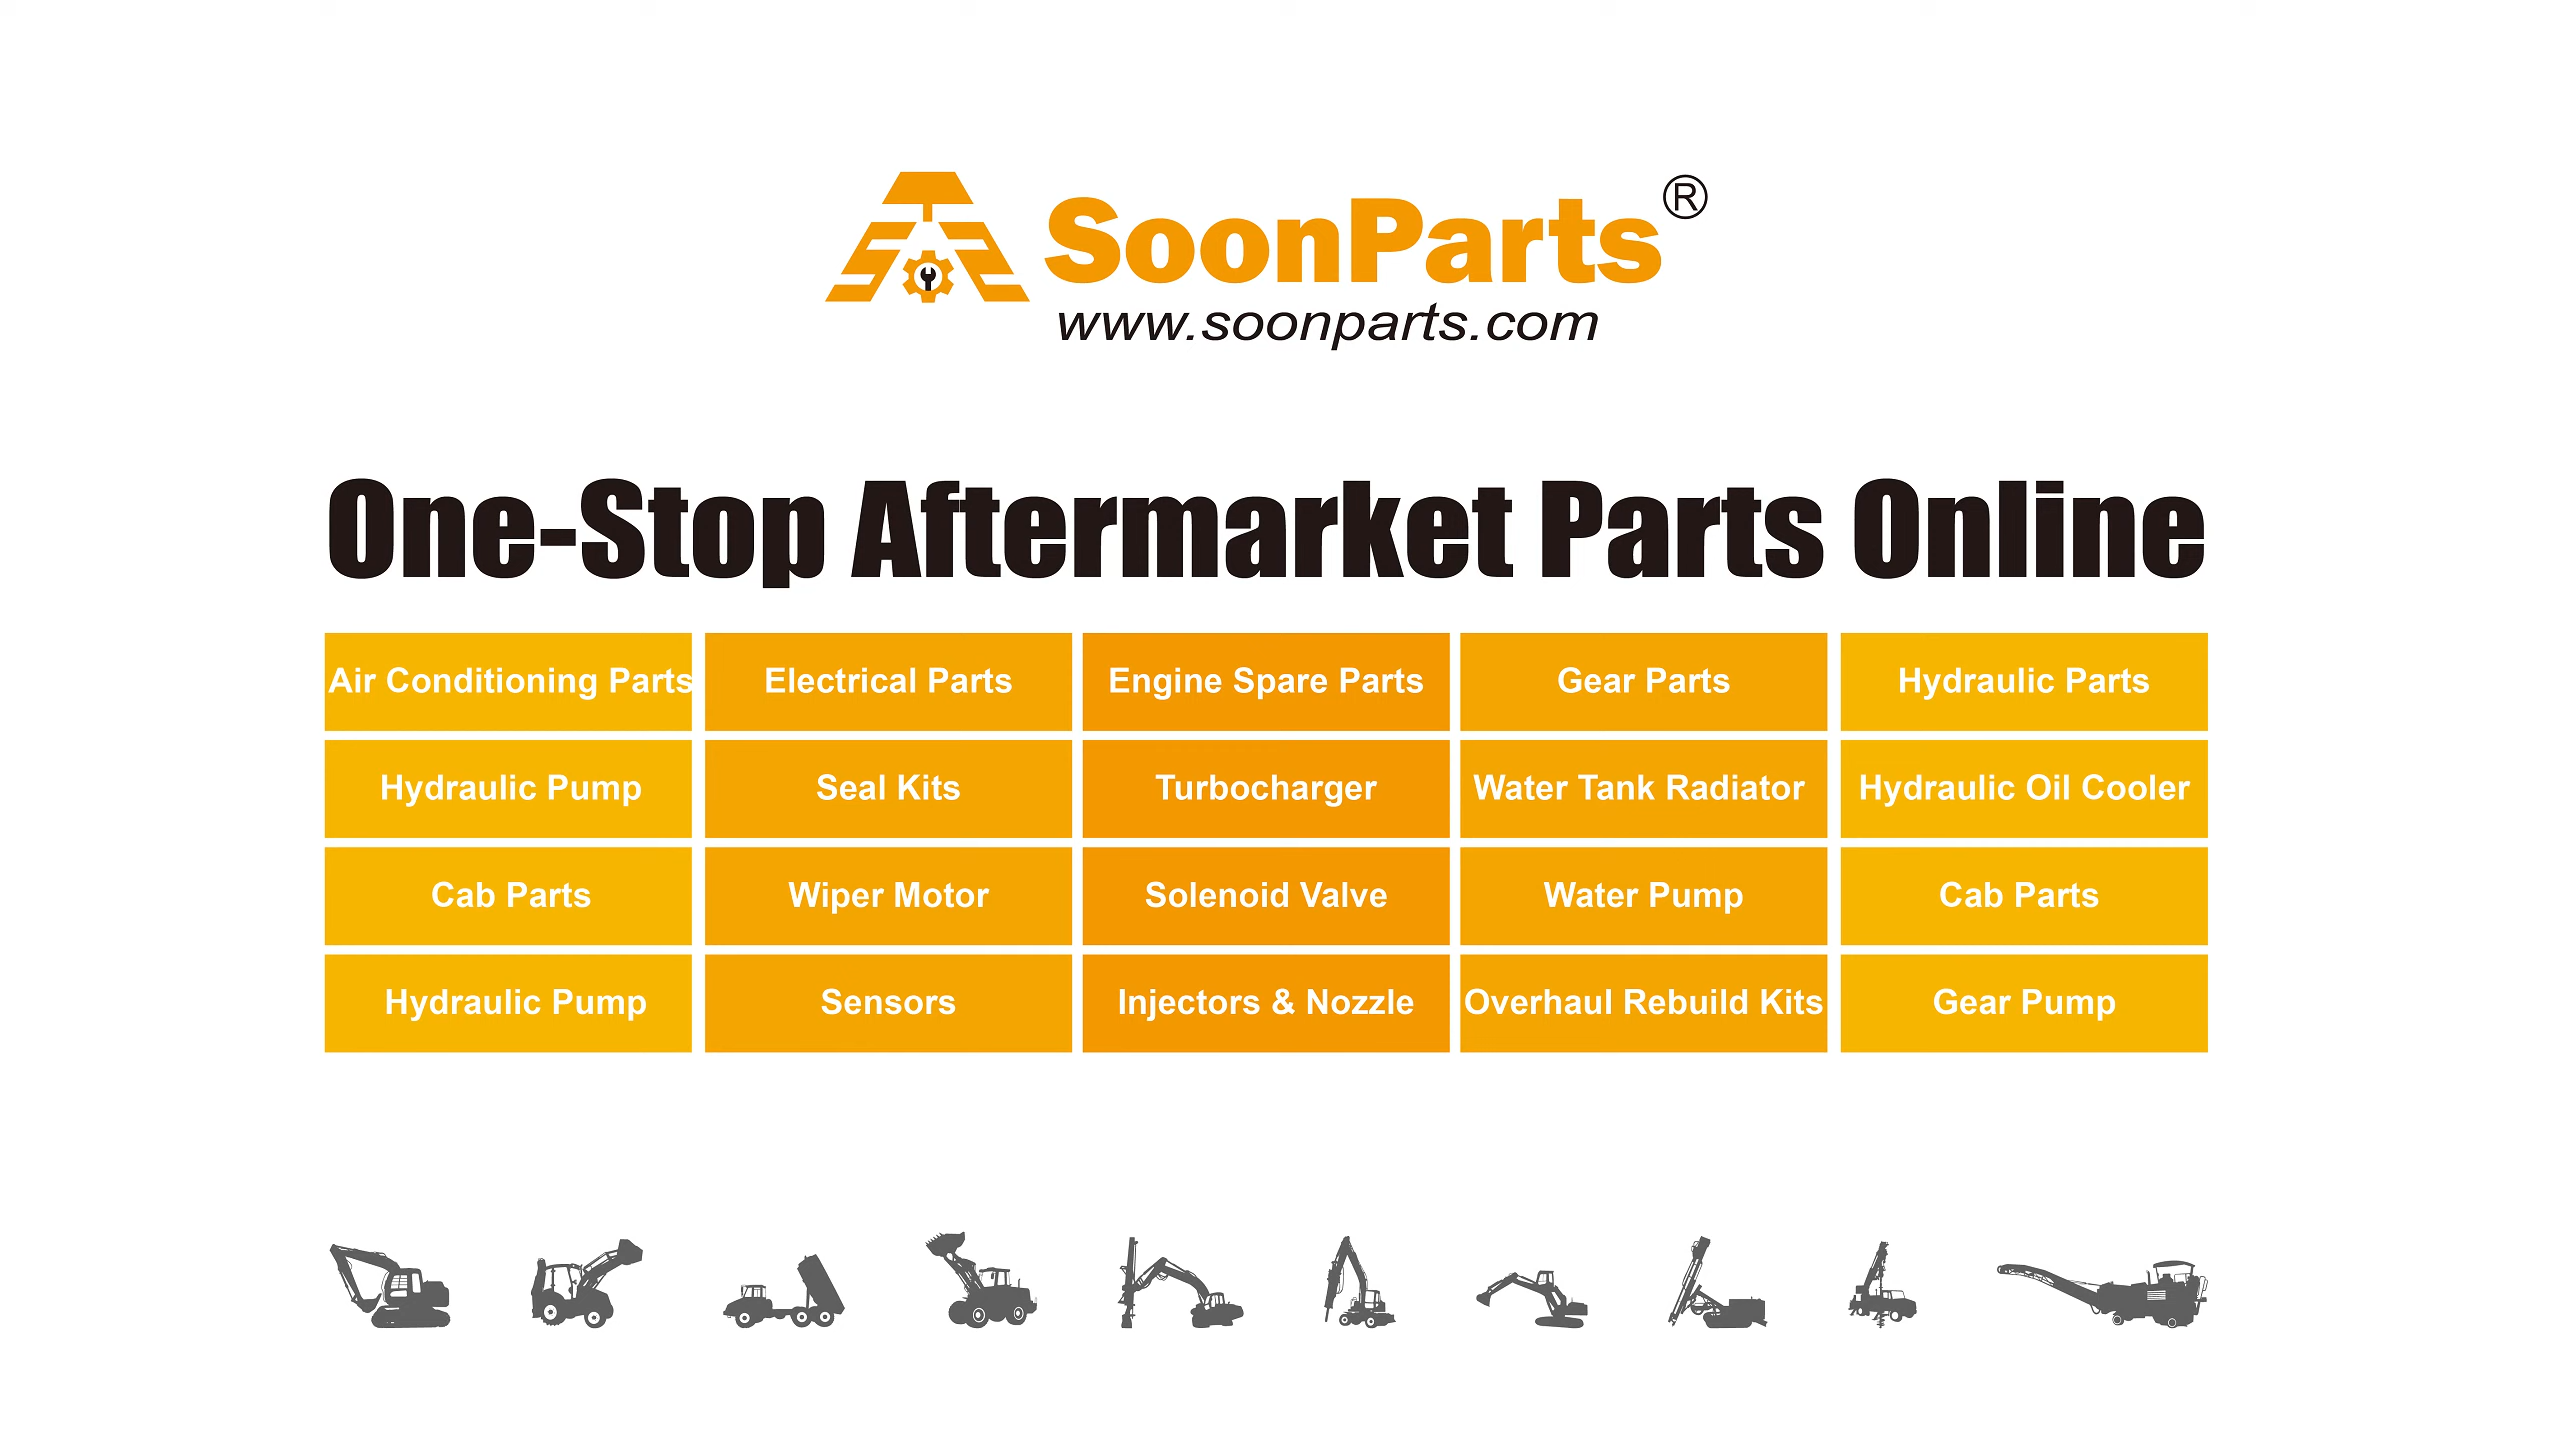 SoonParts®
www.soonparts.com
One-Stop Aftermarket Parts Online
Air Conditioning Parts
Electrical Parts
Engine Spare Parts
Gear Parts
Hydraulic Parts
Hydraulic Pump
Seal Kits
Turbocharger
Water Tank Radiator
Hydraulic Oil Cooler
Cab Parts
Wiper Motor
Solenoid Valve
Water Pump
Cab Parts
Hydraulic Pump
Sensors
Injectors & Nozzle
Overhaul Rebuild Kits
Gear Pump